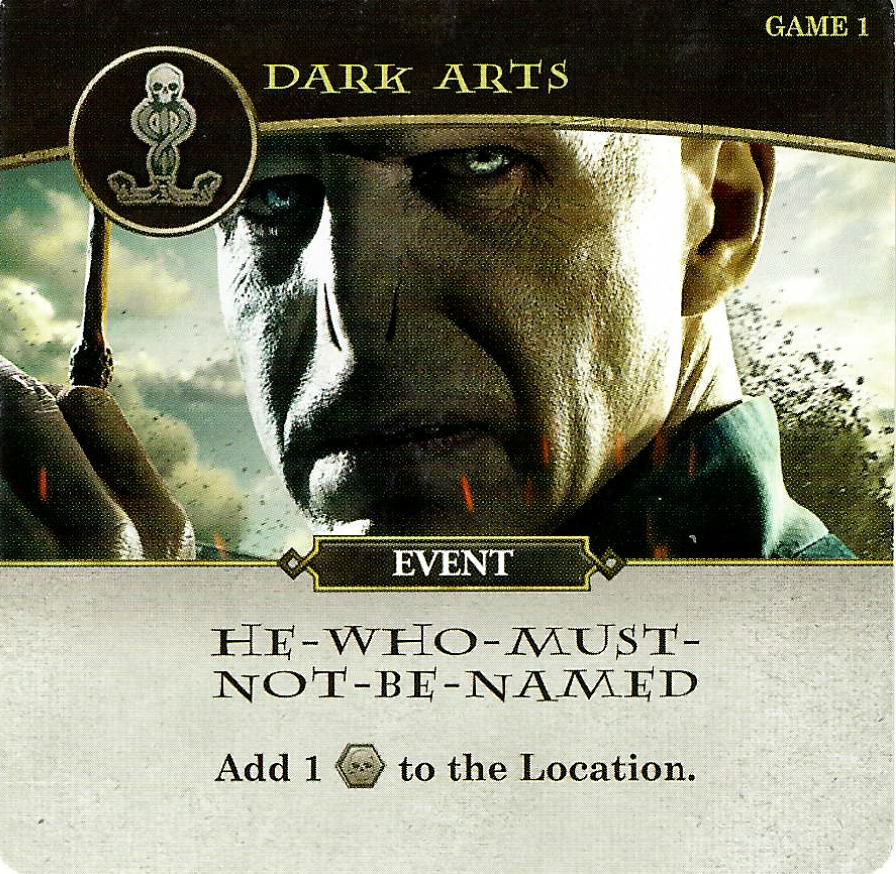 GAME 1
DARK ARTS
EVENT
HE-WHO-MUST-
NOT-BE-NAMED
Add 1 to the Location.